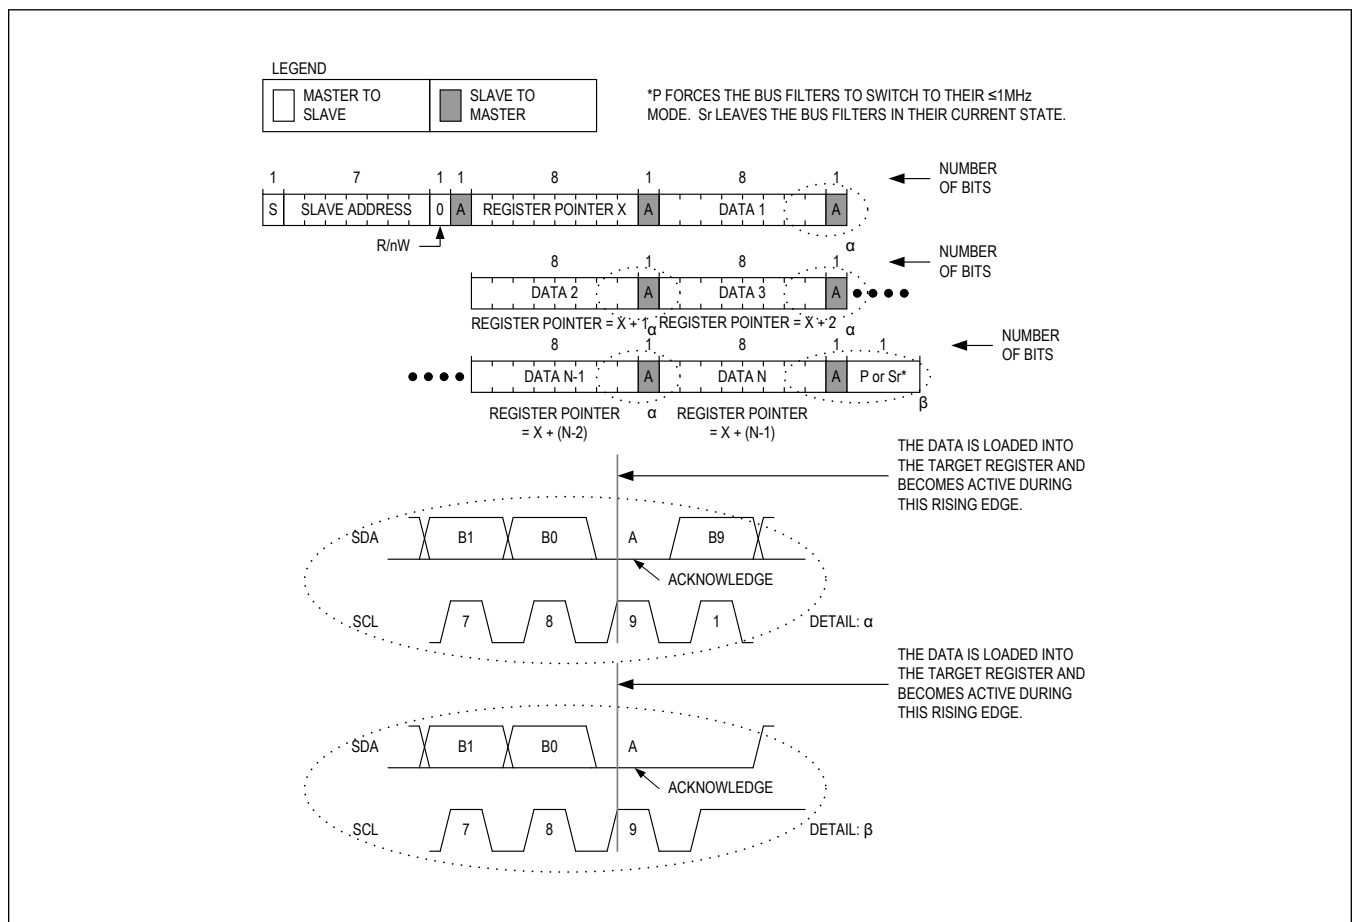 LEGEND
MASTER TO
SLAVE
SLAVE TO
MASTER
*P FORCES THE BUS FILTERS TO SWITCH TO THEIR ≤1MHz
MODE. Sr LEAVES THE BUS FILTERS IN THEIR CURRENT STATE.
1 7 1 1 8 1 8 1
NUMBER
OF BITS
S SLAVE ADDRESS 0 A REGISTER POINTER X A DATA 1 A
R/nW
α
8 1 8 1
NUMBER
OF BITS
DATA 2 A DATA 3 A
REGISTER POINTER = X + 1 α REGISTER POINTER = X + 2 α
8 1 8 1 1
NUMBER
OF BITS
DATA N-1 A DATA N A P or Sr*
α β
REGISTER POINTER
= X + (N-2)
REGISTER POINTER
= X + (N-1)
THE DATA IS LOADED INTO
THE TARGET REGISTER AND
BECOMES ACTIVE DURING
THIS RISING EDGE.
SDA B1 B0 A B9
ACKNOWLEDGE
SCL 7 8 9 1
DETAIL: α
THE DATA IS LOADED INTO
THE TARGET REGISTER AND
BECOMES ACTIVE DURING
THIS RISING EDGE.
SDA B1 B0 A
ACKNOWLEDGE
SCL 7 8 9
DETAIL: β